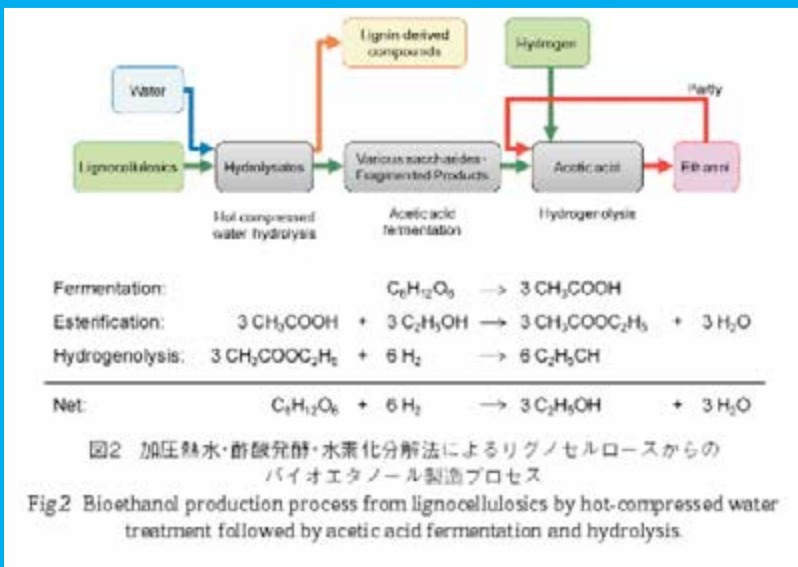 Lignin derived
compounds
Hydrogen
Water
Partly
Lignocellulosics
Hydrolysates
Various saccharides·
Fragmented Products
Acetic acid
Ethanol
Hot compressed
water hydrolysis
Acetic acid
fermentation
Hydrogenolysis
Fermentation: C₆H₁₂O₆ → 3 CH₃COOH
Esterification: 3 CH₃COOH + 3 C₂H₅OH → 3 CH₃COOC₂H₅ + 3 H₂O
Hydrogenolysis: 3 CH₃COOC₂H₅ + 6 H₂ → 6 C₂H₅OH
Net: C₆H₁₂O₆ + 6 H₂ → 3 C₂H₅OH + 3 H₂O
図2 加圧熱水・酢酸発酵・水素化分解法によるリグノセルロースからの
バイオエタノール製造プロセス
Fig.2 Bioethanol production process from lignocellulosics by hot-compressed water
treatment followed by acetic acid fermentation and hydrolysis.